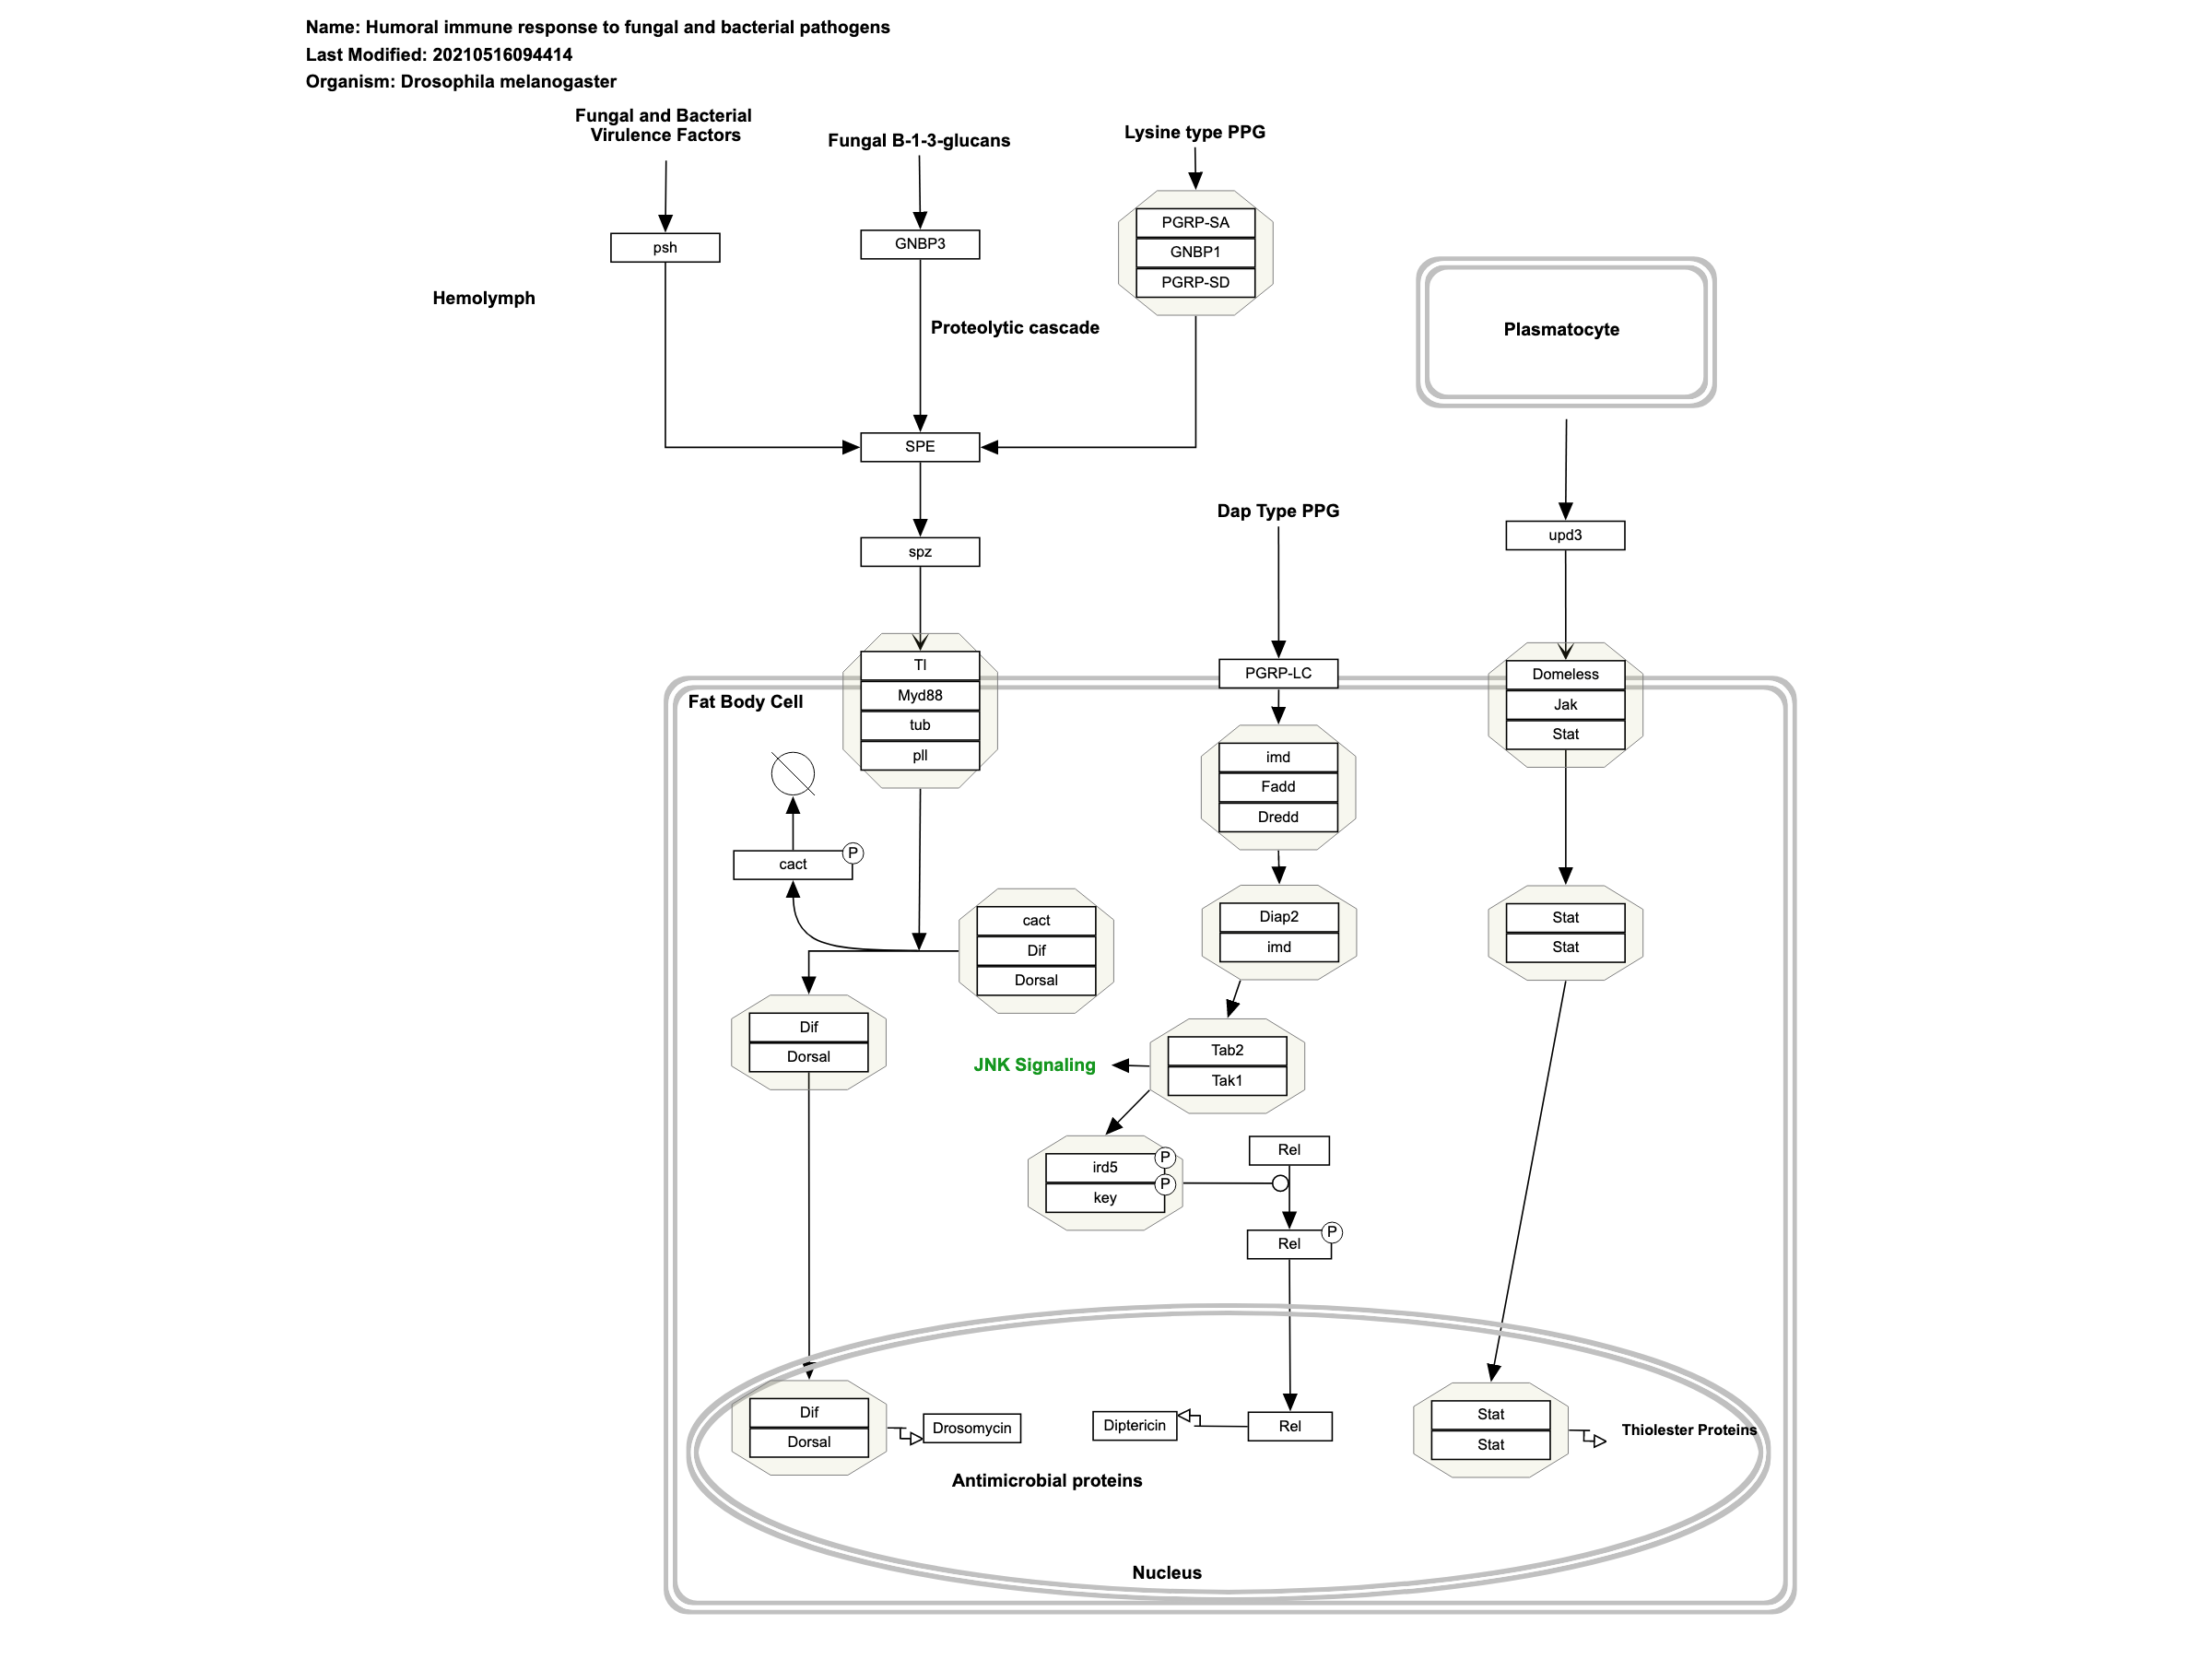 Name: Humoral immune response to fungal and bacterial pathogens
Last Modified: 20210516094414
Organism: Drosophila melanogaster
Fungal and Bacterial
Virulence Factors
Fungal B-1-3-glucans
Lysine type PPG
psh
GNBP3
PGRP-SA
GNBP1
PGRP-SD
Hemolymph
Proteolytic cascade
Plasmatocyte
SPE
Dap Type PPG
upd3
spz
Tl
Myd88
tub
pll
PGRP-LC
Domeless
Jak
Stat
Fat Body Cell
imd
Fadd
Dredd
cact
P
cact
Dif
Dorsal
Diap2
imd
Stat
Stat
Dif
Dorsal
JNK Signaling
Tab2
Tak1
ird5
P
key
P
Rel
Rel
P
Dif
Dorsal
Drosomycin
Diptericin
Rel
Stat
Stat
Thiolester Proteins
Antimicrobial proteins
Nucleus